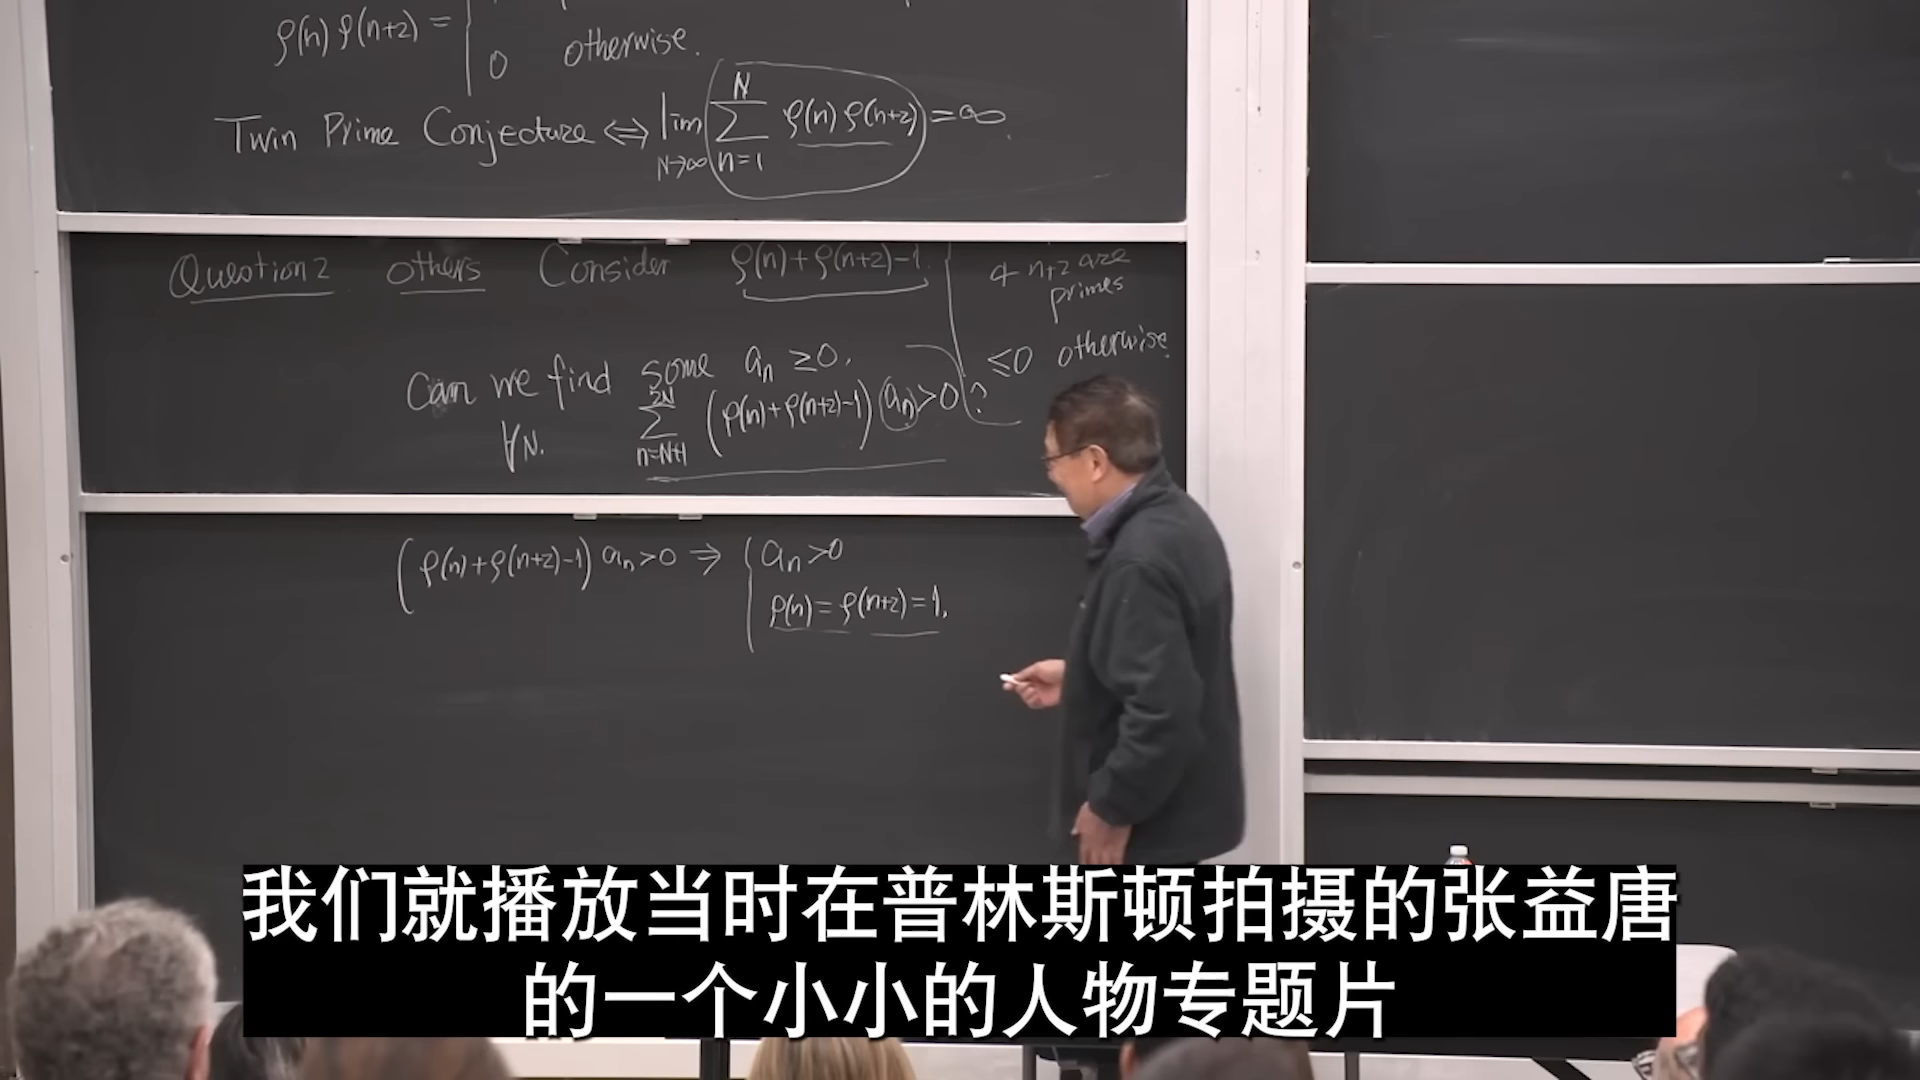 ρ(n) ρ(n+2) = {
0 otherwise.
Twin Prime Conjecture ⇔ lim N→∞ ∑ n=1 N ρ(n) ρ(n+2) = ∞.
Question 2 others Consider ρ(n)+ρ(n+2)-1. { & n+2 are
primes
≤0 otherwise.
Can we find some aₙ ≥0,
∀N. ∑ n=N+1 2N (ρ(n)+ρ(n+2)-1) aₙ >0 ?
(ρ(n)+ρ(n+2)-1) aₙ>0 ⇒ { aₙ>0
ρ(n)=ρ(n+2)=1,
我们就播放当时在普林斯顿拍摄的张益唐
的一个小小的人物专题片